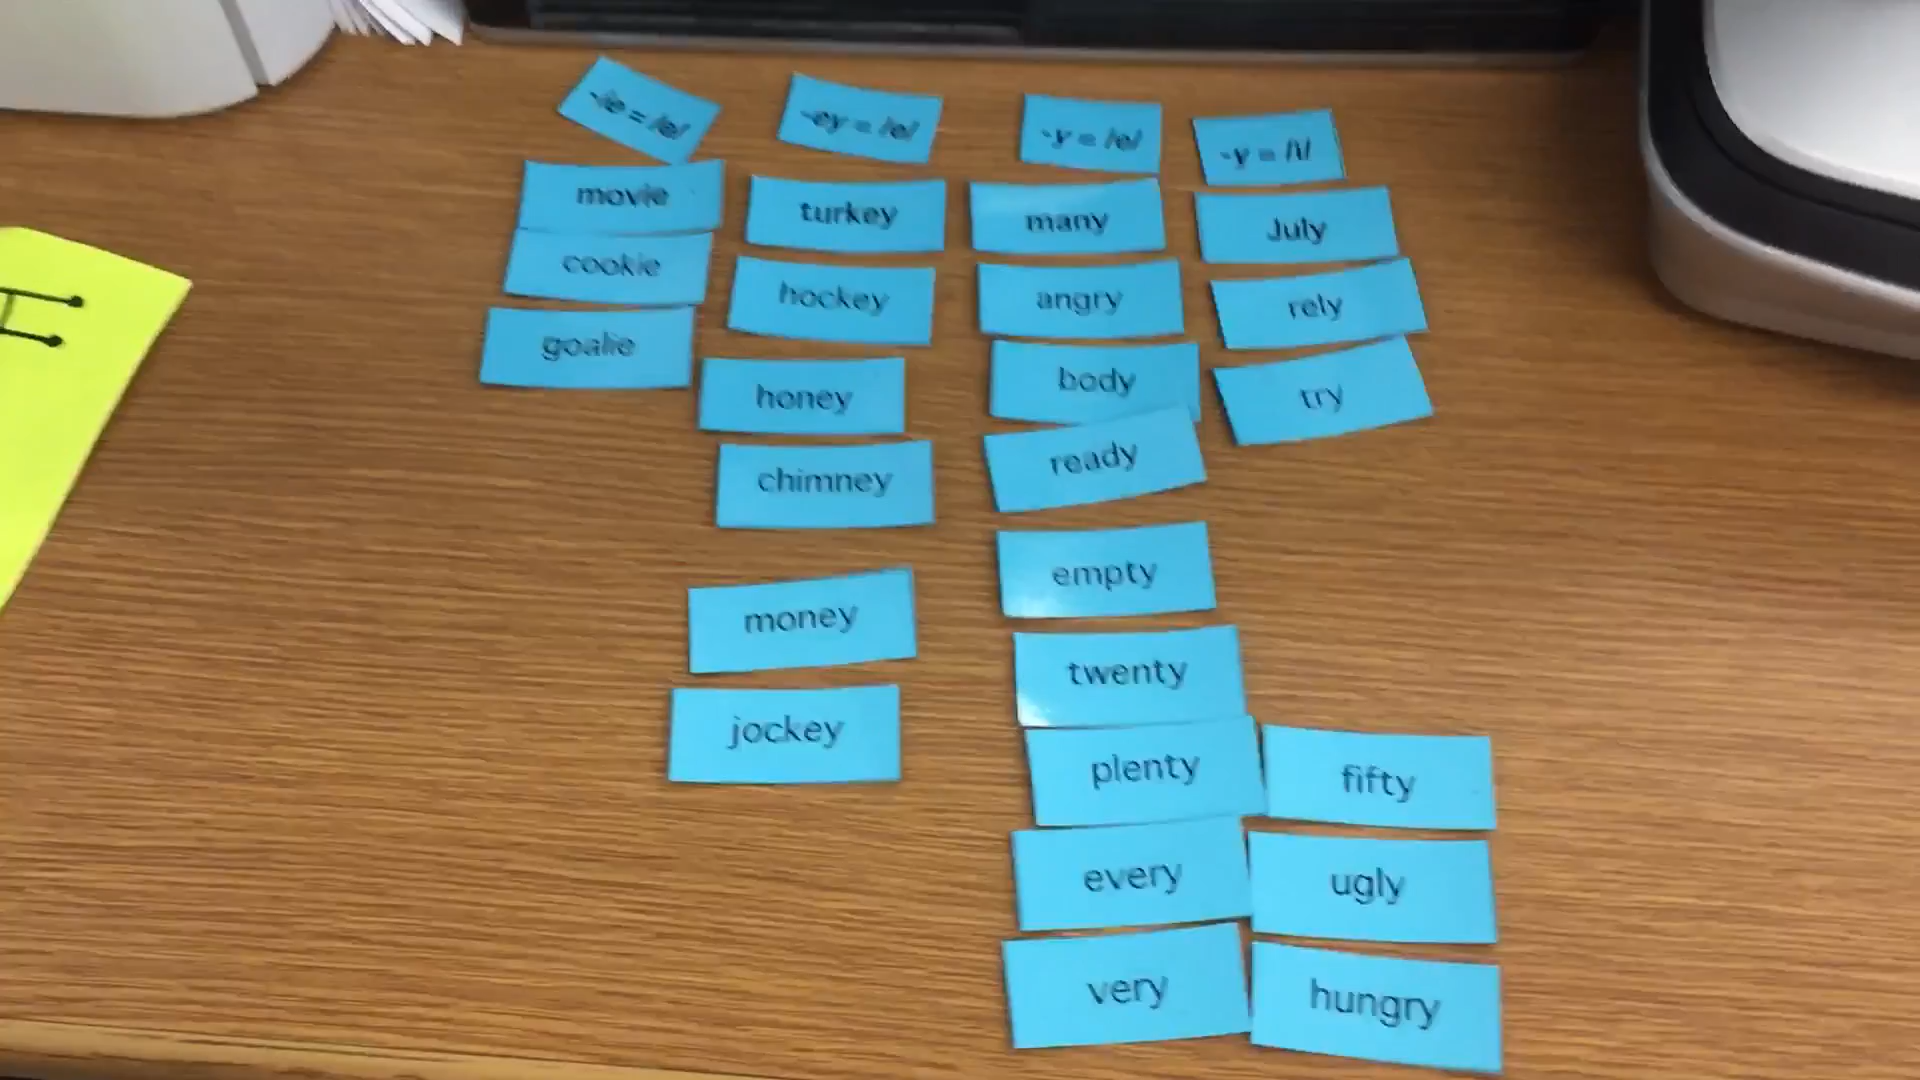 -ie = /e/
-ey = /e/
-y = /e/
-y = /i/
movie
turkey
many
July
cookie
hockey
angry
rely
goalie
honey
body
try
chimney
ready
empty
money
twenty
jockey
plenty
fifty
every
ugly
very
hungry